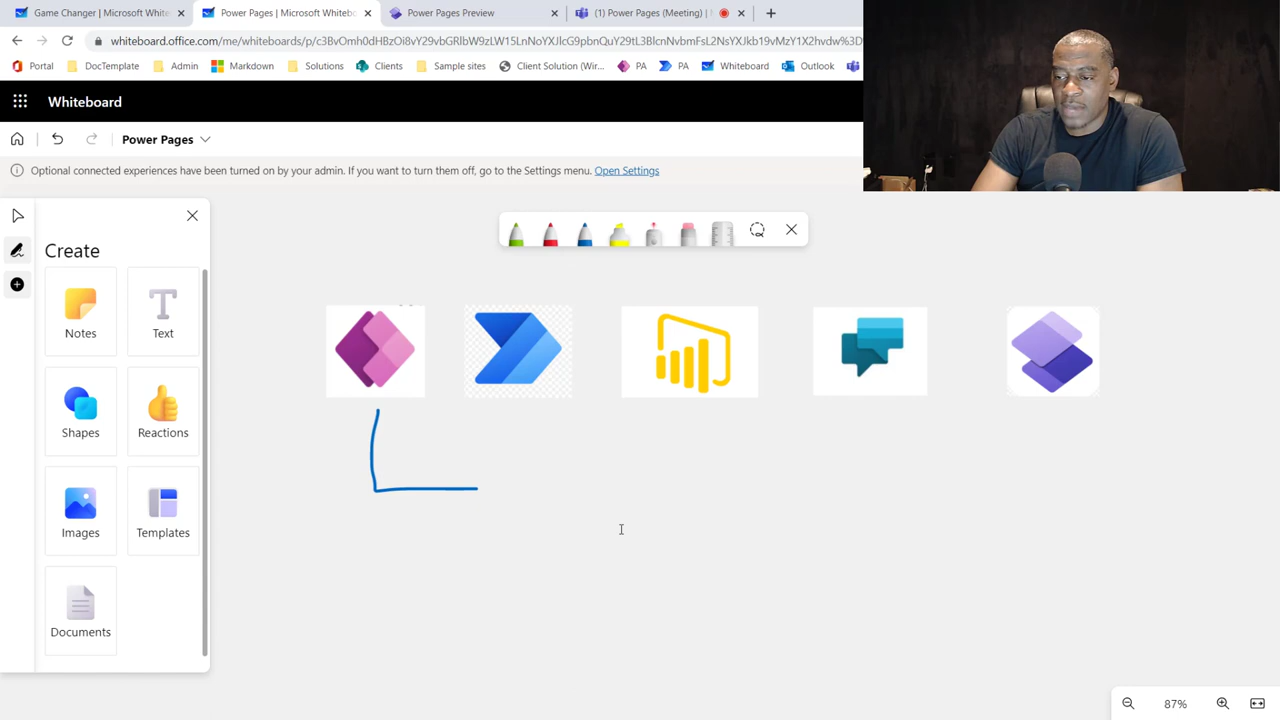 Game Changer | Microsoft White
Power Pages | Microsoft Whitebo
Power Pages Preview
(1) Power Pages (Meeting) |
Portal
DocTemplate
Admin
Markdown
Solutions
Clients
Sample sites
Client Solution (Wir...
PA
PA
Whiteboard
Outlook
Whiteboard
Power Pages
Optional connected experiences have been turned on by your admin. If you want to turn them off, go to the Settings menu. Open Settings
Create
Notes
Text
Shapes
Reactions
Images
Templates
Documents
87%